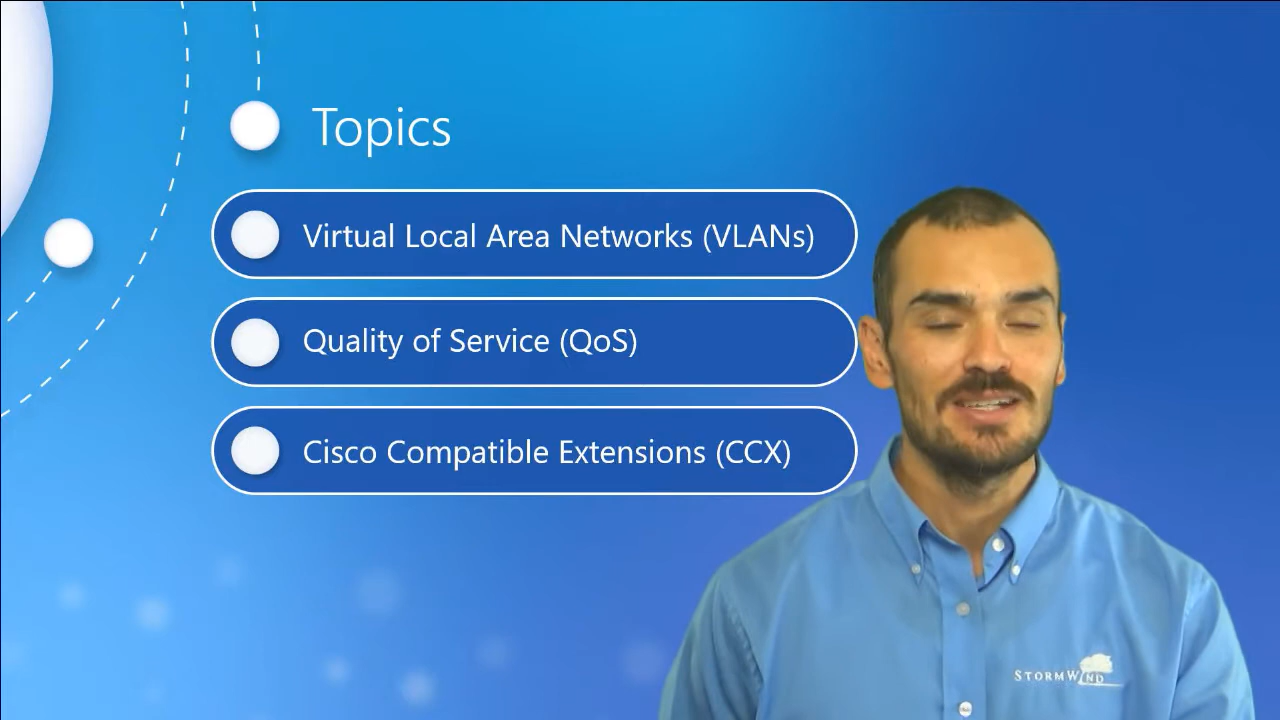 Topics
Virtual Local Area Networks (VLANs)
Quality of Service (QoS)
Cisco Compatible Extensions (CCX)
STORMWIND